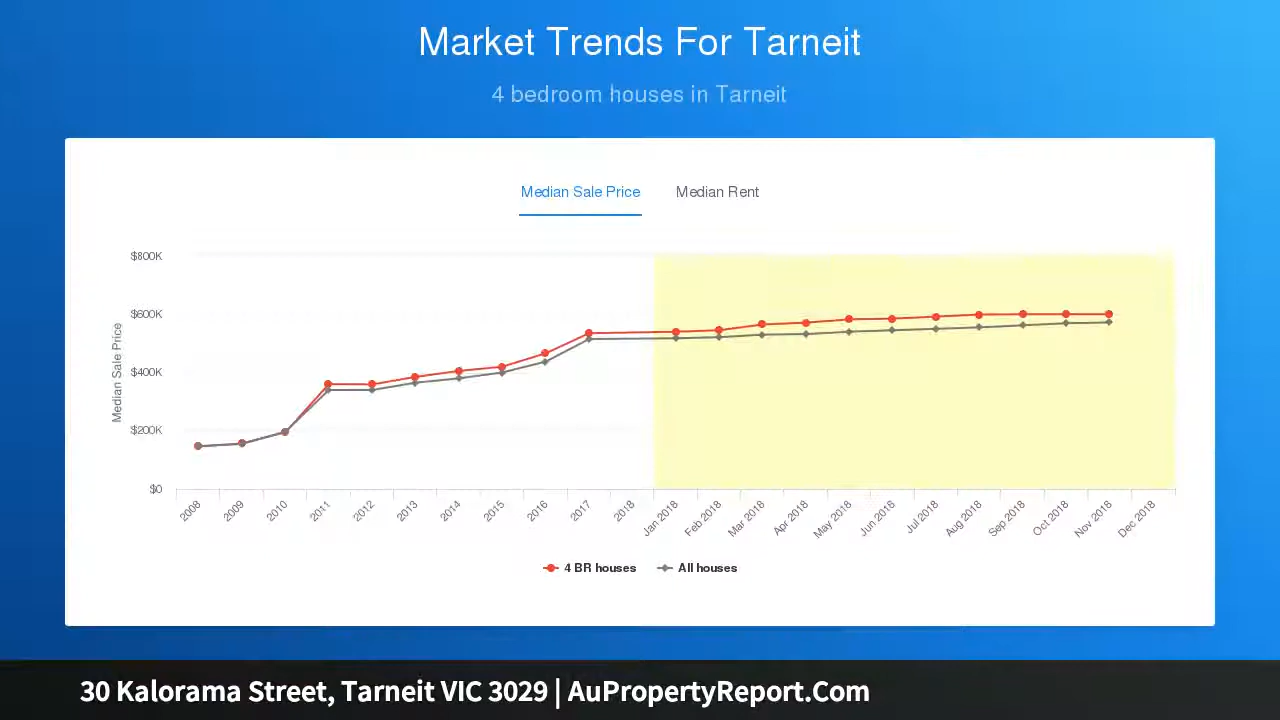 Market Trends For Tarneit
4 bedroom houses in Tarneit
Median Sale Price Median Rent
$800K
$600K
$400K
$200K
$0
Median Sale Price
2008 2009 2010 2011 2012 2013 2014 2015 2016 2017 2018 Jan 2018 Feb 2018 Mar 2018 Apr 2018 May 2018 Jun 2018 Jul 2018 Aug 2018 Sep 2018 Oct 2018 Nov 2018 Dec 2018
4 BR houses All houses
30 Kalorama Street, Tarneit VIC 3029 | AuPropertyReport.Com